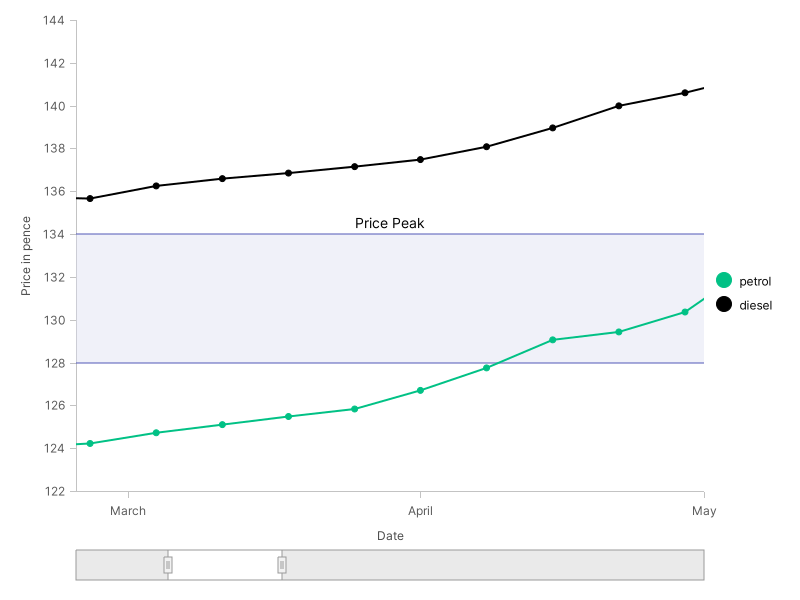 144
142
140
138
136
134
132
130
128
126
124
122
Price in pence
Price Peak
March
April
May
Date
petrol
diesel